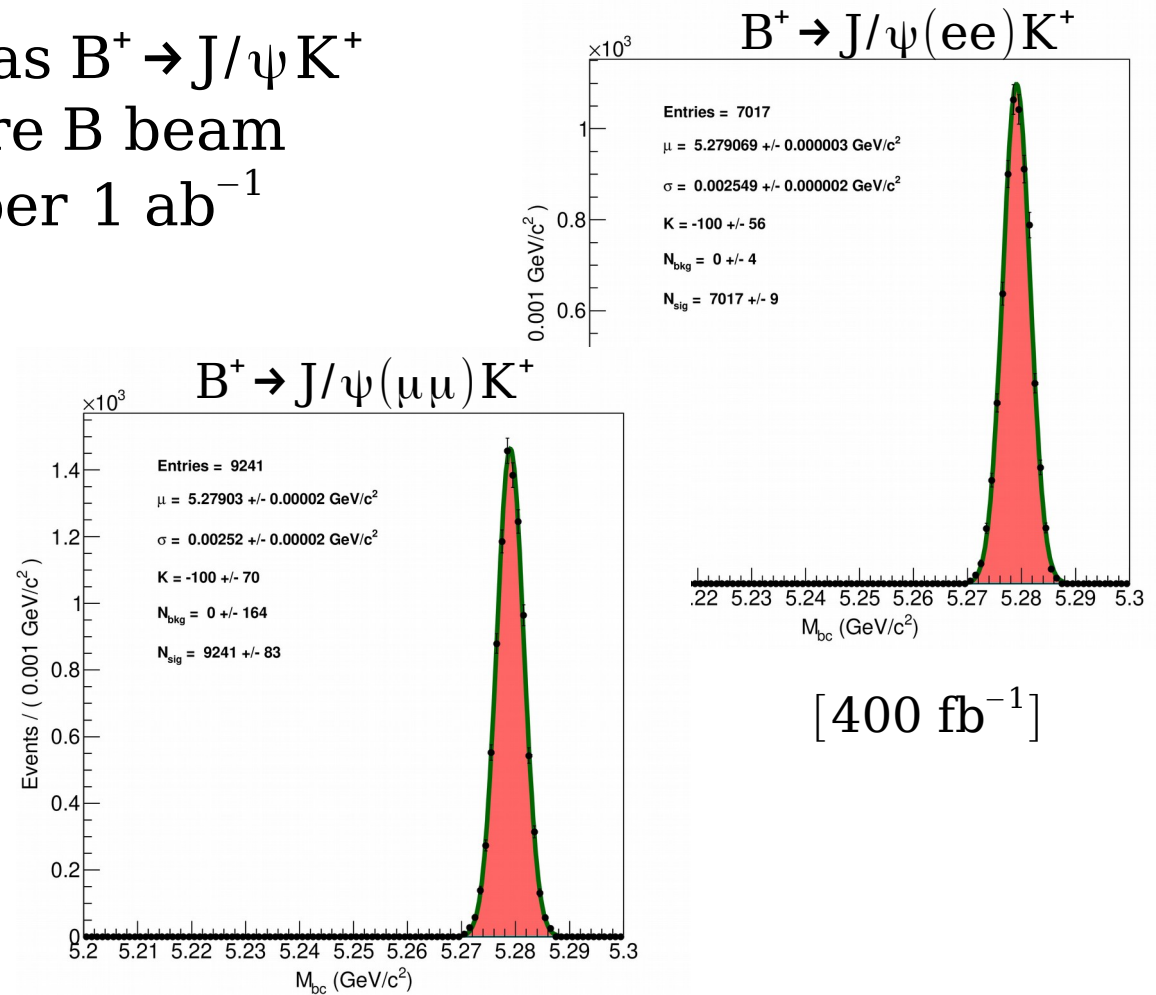 as B⁺→J/ψK⁺
re B beam
er 1 ab⁻¹
B⁺→J/ψ(ee)K⁺
×10³
Entries = 7017
μ = 5.279069 +/- 0.000003 GeV/c²
σ = 0.002549 +/- 0.000002 GeV/c²
K = -100 +/- 56
N_bkg = 0 +/- 4
N_sig = 7017 +/- 9
1
0.8
0.6
0.001 GeV/c² )
.22 5.23 5.24 5.25 5.26 5.27 5.28 5.29 5.3
M_bc (GeV/c²)
[400 fb⁻¹]
B⁺→J/ψ(μμ)K⁺
×10³
Entries = 9241
μ = 5.27903 +/- 0.00002 GeV/c²
σ = 0.00252 +/- 0.00002 GeV/c²
K = -100 +/- 70
N_bkg = 0 +/- 164
N_sig = 9241 +/- 83
1.4
1.2
1
0.8
0.6
0.4
0.2
0
Events / ( 0.001 GeV/c² )
5.2 5.21 5.22 5.23 5.24 5.25 5.26 5.27 5.28 5.29 5.3
M_bc (GeV/c²)